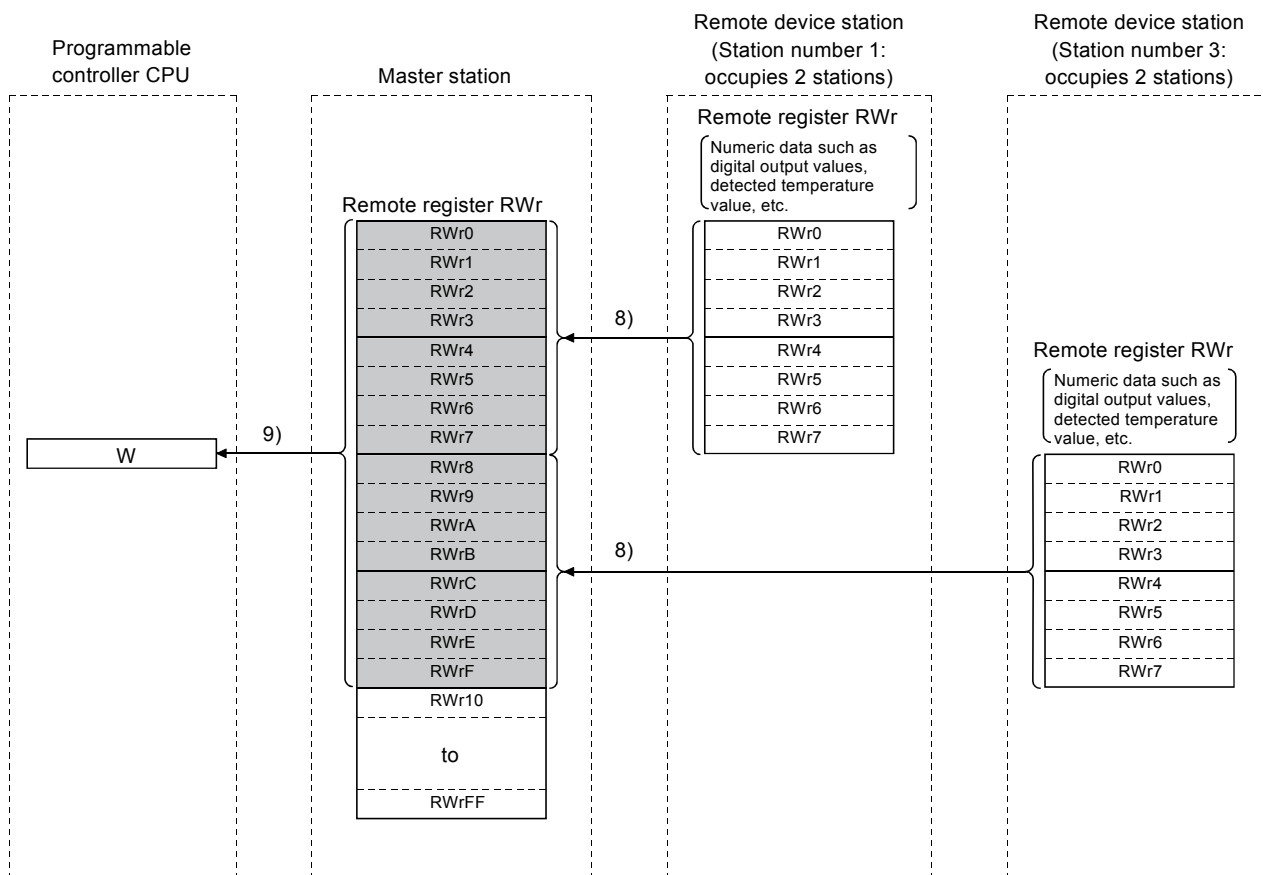 Programmable
controller CPU
Master station
Remote device station
(Station number 1:
occupies 2 stations)
Remote device station
(Station number 3:
occupies 2 stations)
Remote register RWr
Numeric data such as
digital output values,
detected temperature
value, etc.
Remote register RWr
RWr0
RWr1
RWr2
RWr3
RWr4
RWr5
RWr6
RWr7
RWr8
RWr9
RWrA
RWrB
RWrC
RWrD
RWrE
RWrF
RWr10
to
RWrFF
8)
RWr0
RWr1
RWr2
RWr3
RWr4
RWr5
RWr6
RWr7
Remote register RWr
Numeric data such as
digital output values,
detected temperature
value, etc.
9)
W
8)
RWr0
RWr1
RWr2
RWr3
RWr4
RWr5
RWr6
RWr7